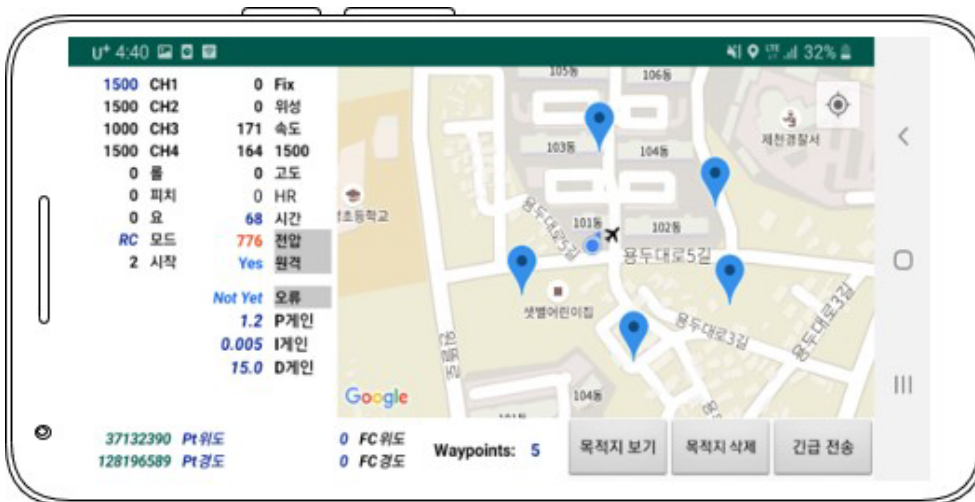 U+ 4:40 LTE 32%
1500 CH1 0 Fix
1500 CH2 0 위성
1000 CH3 171 속도
1500 CH4 164 1500
0 롤 0 고도
0 피치 0 HR
0 요 68 시간
RC 모드 776 전압
2 시작 Yes 원격
Not Yet 오류
1.2 P게인
0.005 I게인
15.0 D게인
105동 106동
제천경찰서
103동 104동
초등학교
용두대로5길
101동 102동
용두대로5길
샛별어린이집
용두대로3길
용두대로3길
원뜰로
Google
104동
37132390 Pt위도 0 FC위도
128196589 Pt경도 0 FC경도
Waypoints: 5
목적지 보기 목적지 삭제 긴급 전송